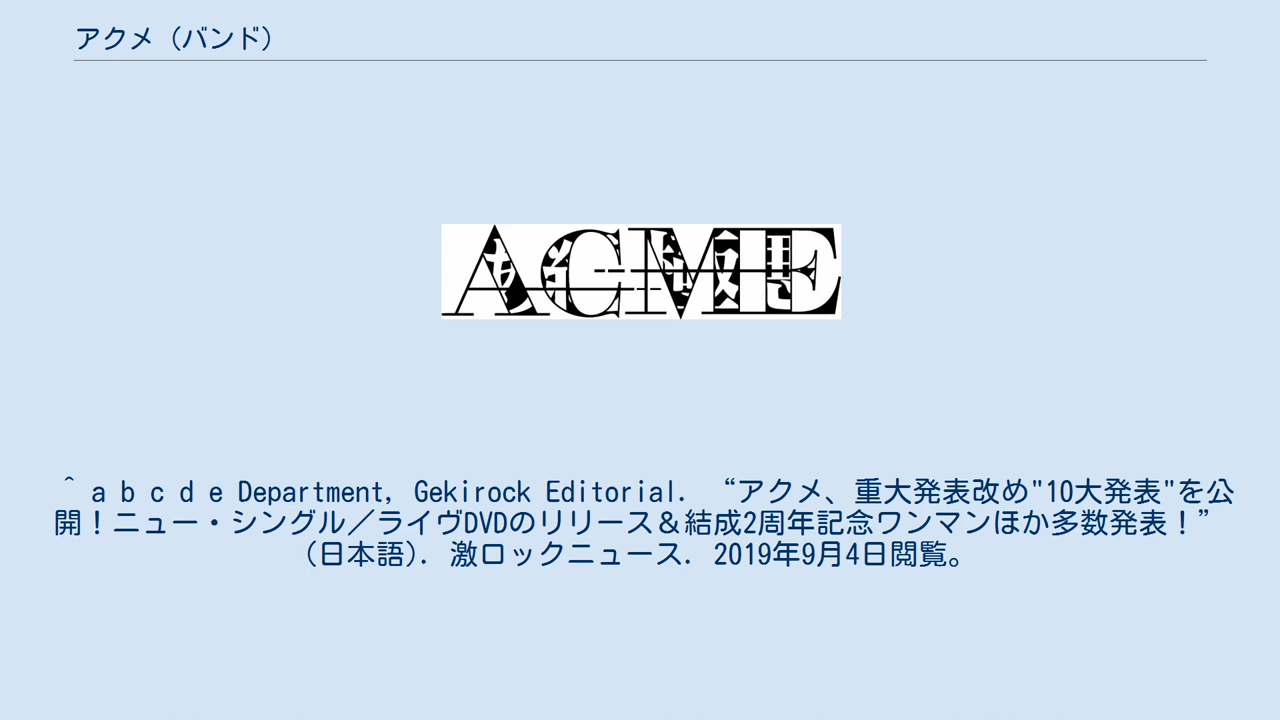 アクメ（バンド）
ACME
^ a b c d e Department, Gekirock Editorial. “アクメ、重大発表改め"10大発表"を公
開！ニュー・シングル／ライヴDVDのリリース＆結成2周年記念ワンマンほか多数発表！”
（日本語）. 激ロックニュース. 2019年9月4日閲覧。